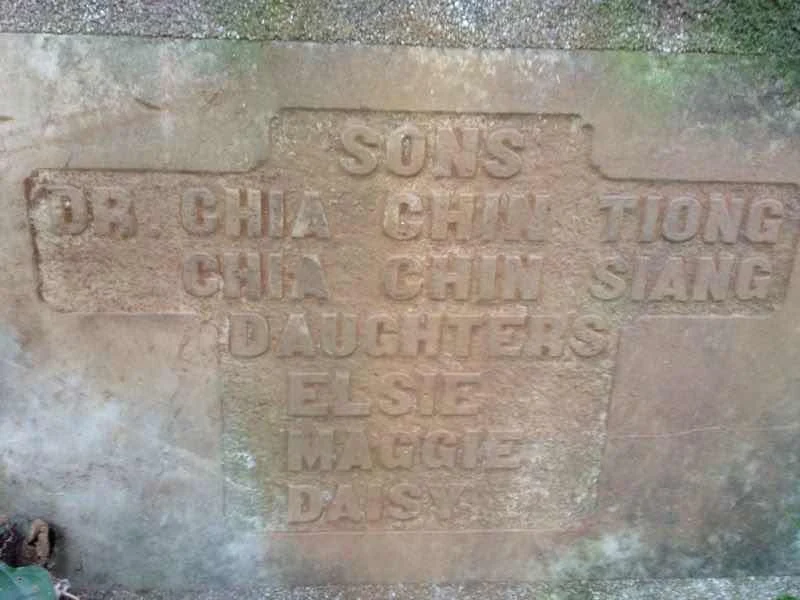 SONS
DR. CHIA CHIN TIONG
CHIA CHIN SIANG
DAUGHTERS
ELSIE
MAGGIE
DAISY